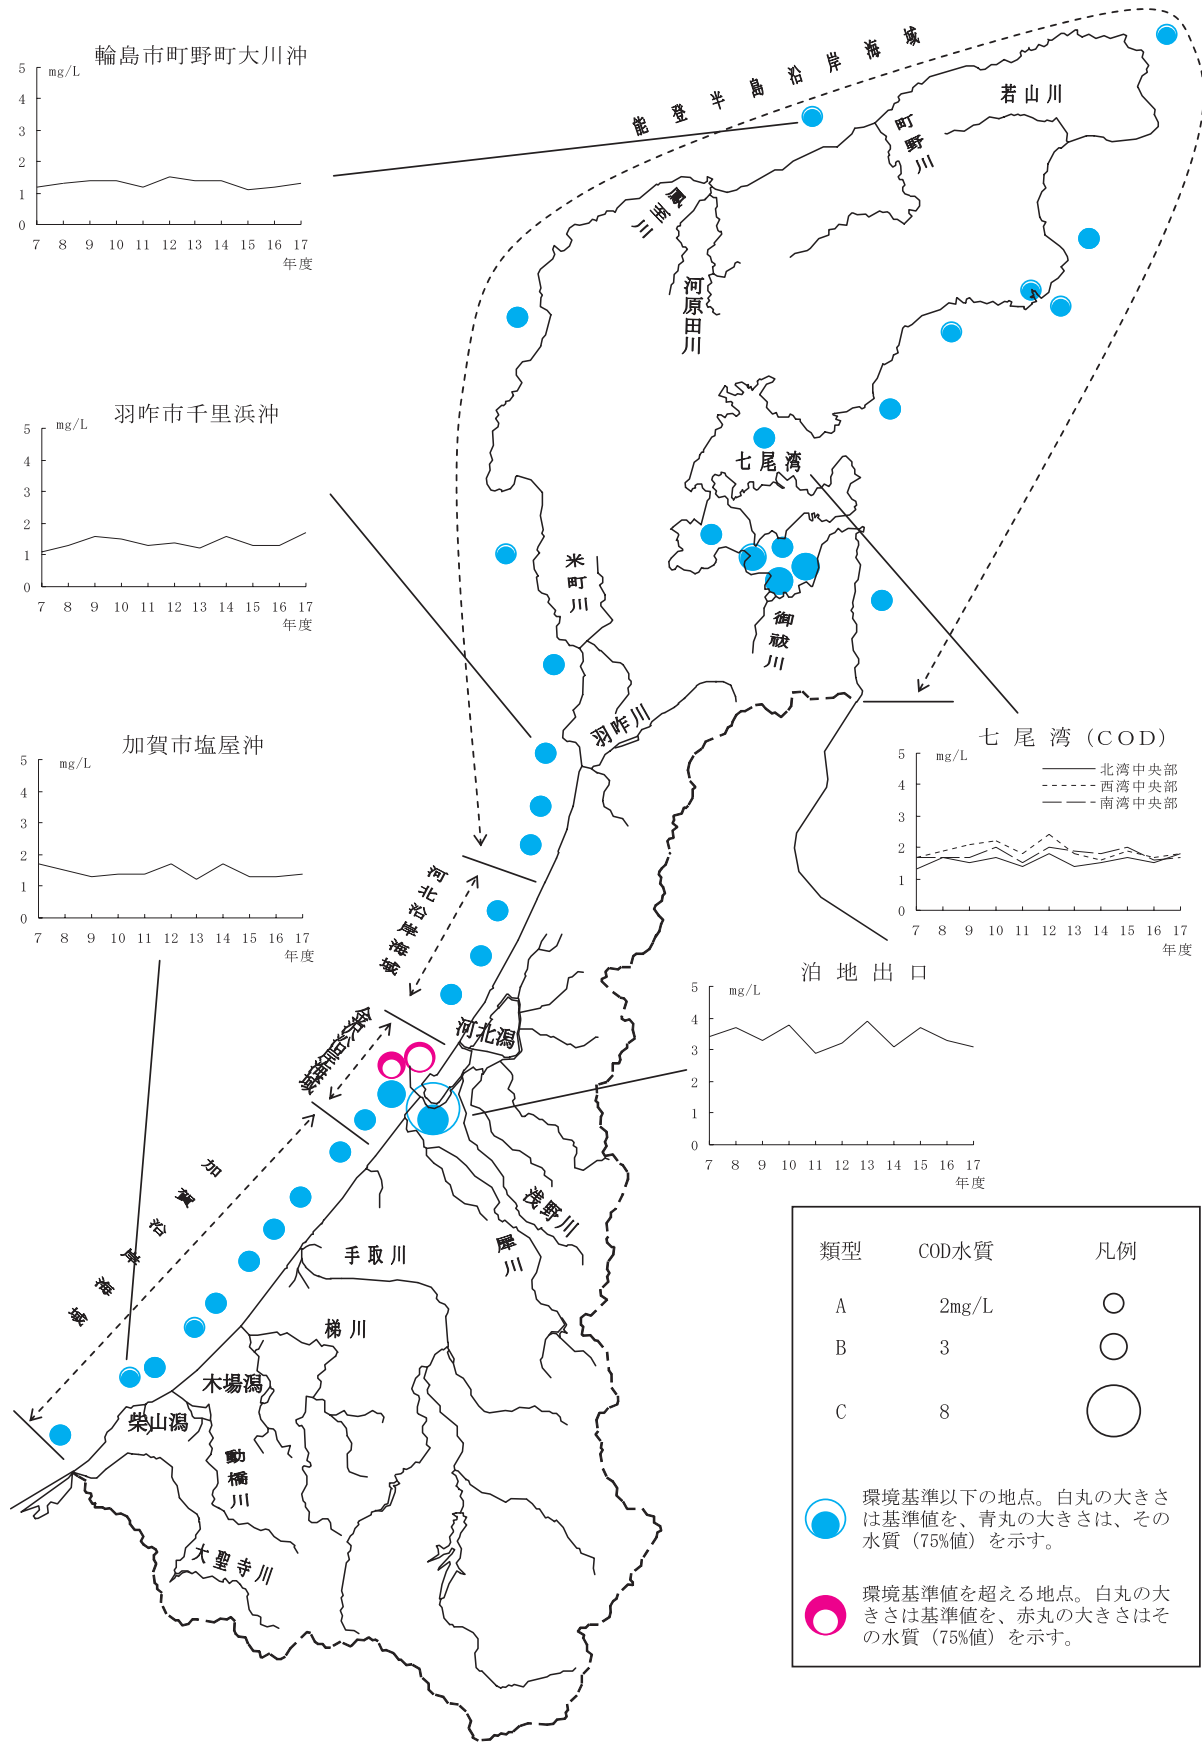 輪島市町野町大川沖
mg/L
5
4
3
2
1
0
7 8 9 10 11 12 13 14 15 16 17
年度
能登半島沿岸海域
若山川
町野川
鳳至川
河原田川
羽咋市千里浜沖
mg/L
5
4
3
2
1
0
7 8 9 10 11 12 13 14 15 16 17
年度
七尾湾
米町川
御祓川
羽咋川
加賀市塩屋沖
mg/L
5
4
3
2
1
0
7 8 9 10 11 12 13 14 15 16 17
年度
七尾湾(COD)
mg/L
北湾中央部
西湾中央部
南湾中央部
5
4
3
2
1
0
7 8 9 10 11 12 13 14 15 16 17
年度
河北沿岸海域
金沢沿岸海域
河北潟
泊地出口
mg/L
5
4
3
2
1
0
7 8 9 10 11 12 13 14 15 16 17
年度
加賀沿岸海域
浅野川
犀川
手取川
梯川
木場潟
柴山潟
動橋川
大聖寺川
類型 COD水質 凡例
A 2mg/L
B 3
C 8
環境基準以下の地点。白丸の大きさ
は基準値を、青丸の大きさは、その
水質(75%値)を示す。
環境基準値を超える地点。白丸の大
きさは基準値を、赤丸の大きさはそ
の水質(75%値)を示す。